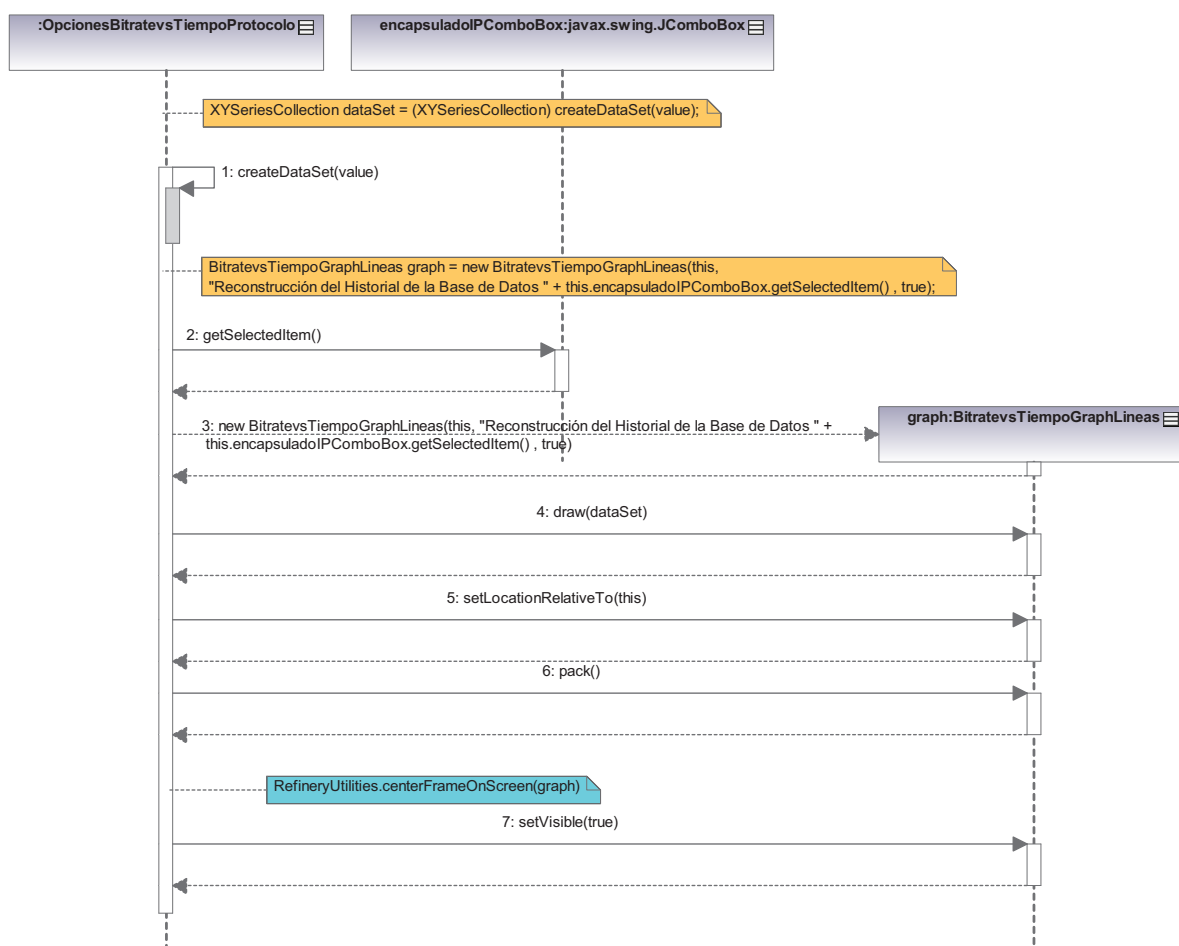 :OpcionesBitratevsTiempoProtocolo
encapsuladoIPComboBox:javax.swing.JComboBox
XYSeriesCollection dataSet = (XYSeriesCollection) createDataSet(value);
1: createDataSet(value)
BitratevsTiempoGraphLineas graph = new BitratevsTiempoGraphLineas(this,
"Reconstrucción del Historial de la Base de Datos " + this.encapsuladoIPComboBox.getSelectedItem() , true);
2: getSelectedItem()
3: new BitratevsTiempoGraphLineas(this, "Reconstrucción del Historial de la Base de Datos " +
this.encapsuladoIPComboBox.getSelectedItem() , true)
graph:BitratevsTiempoGraphLineas
4: draw(dataSet)
5: setLocationRelativeTo(this)
6: pack()
RefineryUtilities.centerFrameOnScreen(graph)
7: setVisible(true)